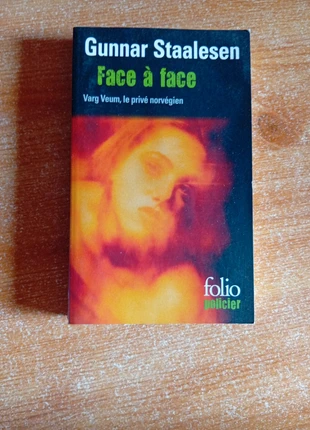 Gunnar Staalesen
Face à face
Varg Veum, le privé norvégien
folio
policier